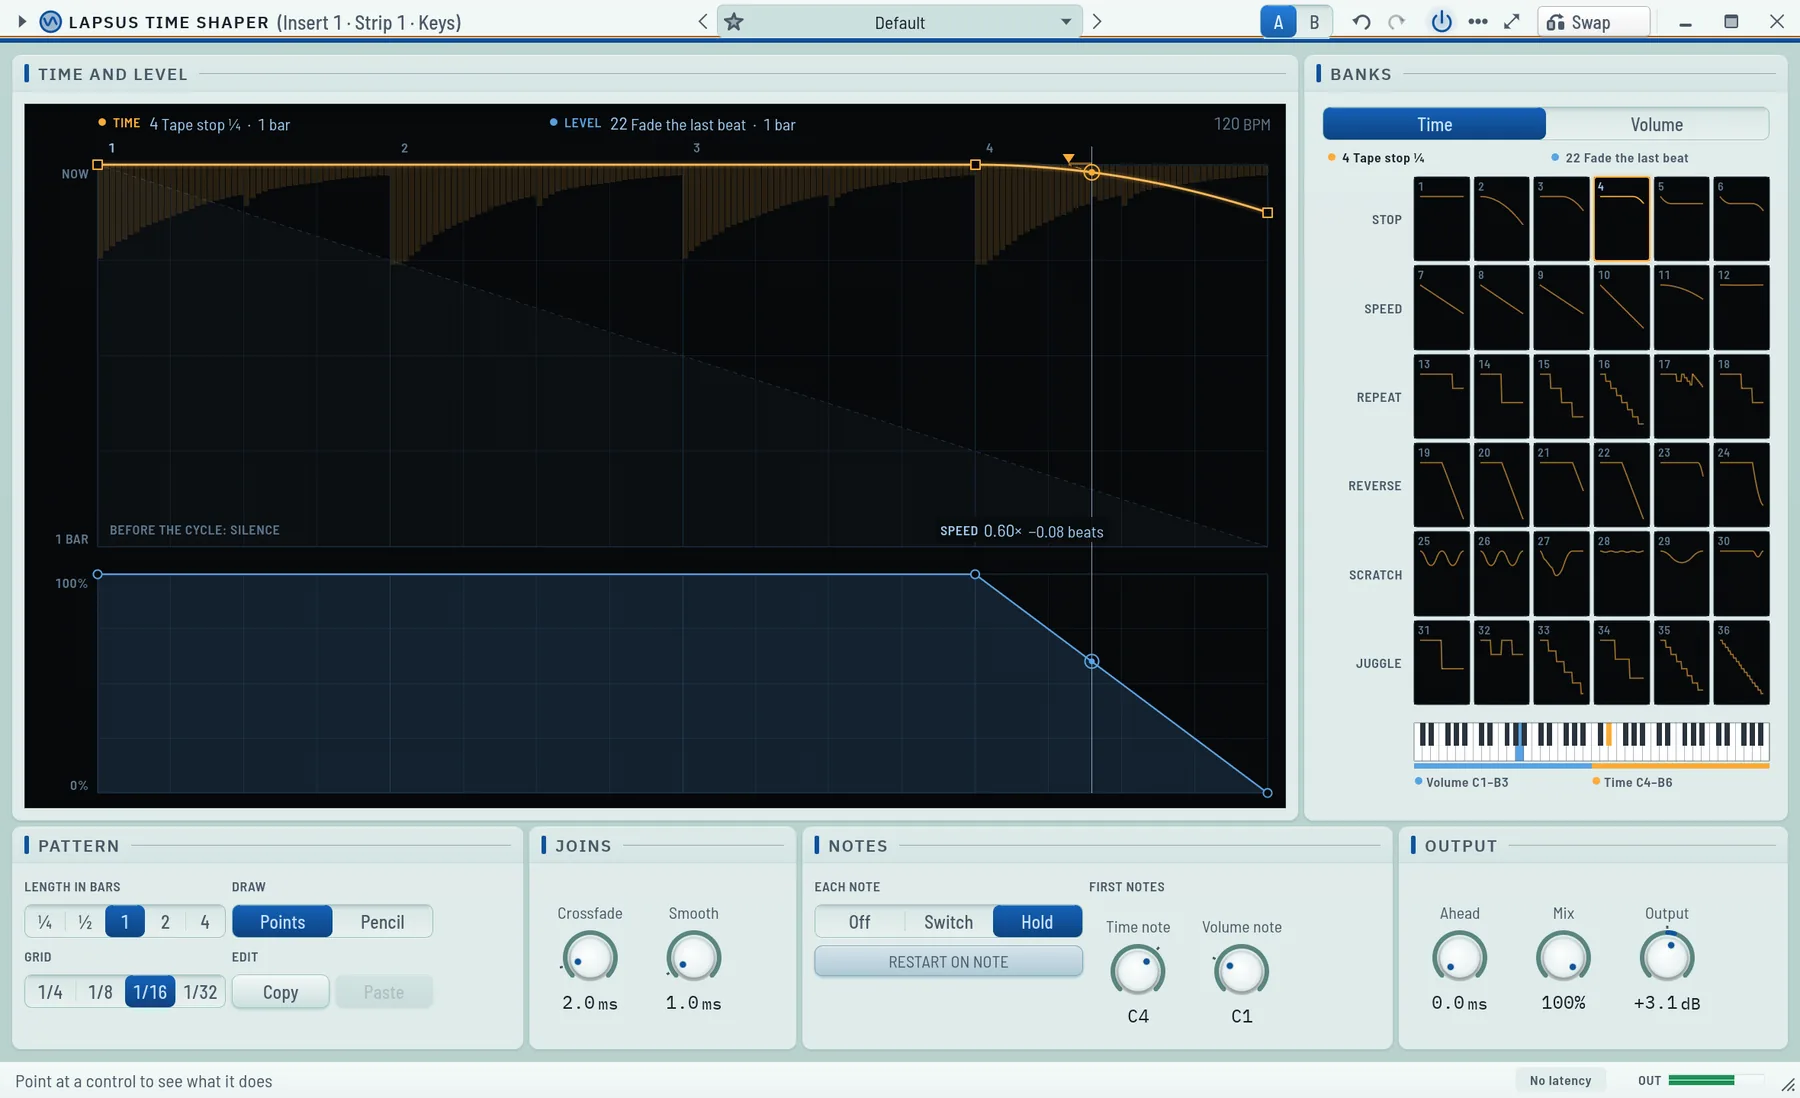 LAPSUS TIME SHAPER (Insert 1 · Strip 1 · Keys)
Default
A B
Swap
TIME AND LEVEL
TIME 4 Tape stop ¼ · 1 bar
LEVEL 22 Fade the last beat · 1 bar
120 BPM
1 2 3 4
NOW
BEFORE THE CYCLE: SILENCE
SPEED 0.60× −0.08 beats
1 BAR
100%
0%
BANKS
Time Volume
4 Tape stop ¼
22 Fade the last beat
STOP 1 2 3 4 5 6
SPEED 7 8 9 10 11 12
REPEAT 13 14 15 16 17 18
REVERSE 19 20 21 22 23 24
SCRATCH 25 26 27 28 29 30
JUGGLE 31 32 33 34 35 36
Volume C1–B3
Time C4–B6
PATTERN
LENGTH IN BARS
¼ ½ 1 2 4
DRAW
Points Pencil
GRID
1/4 1/8 1/16 1/32
EDIT
Copy Paste
JOINS
Crossfade
2.0 ms
Smooth
1.0 ms
NOTES
EACH NOTE
Off Switch Hold
RESTART ON NOTE
FIRST NOTES
Time note
C4
Volume note
C1
OUTPUT
Ahead
0.0 ms
Mix
100%
Output
+3.1 dB
Point at a control to see what it does
No latency
OUT